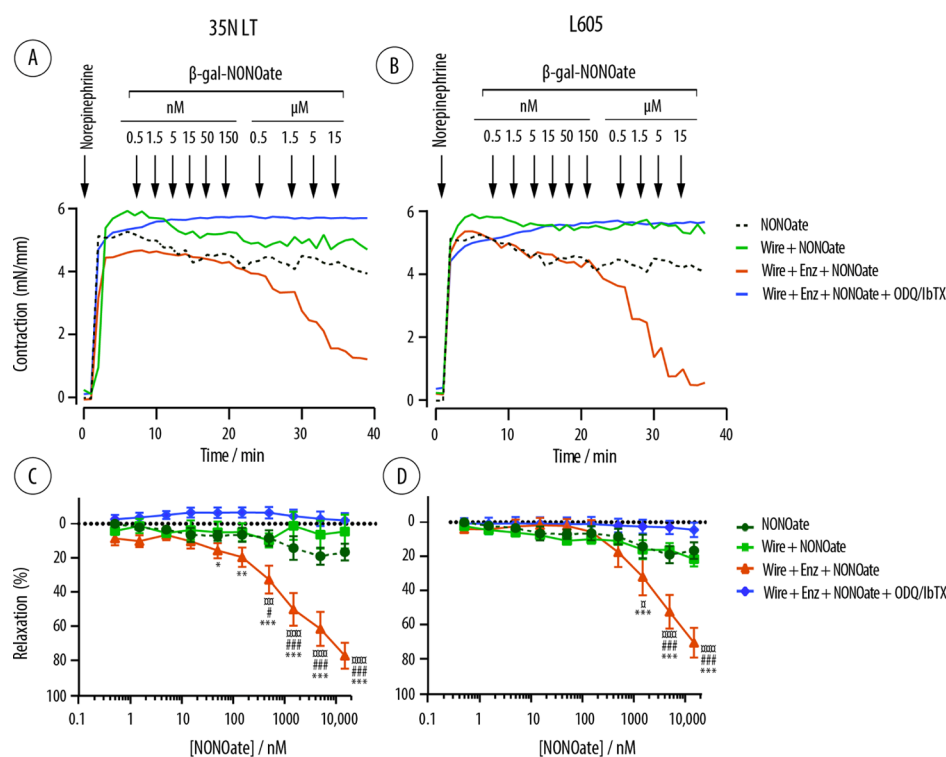 35N LT
L605
A
B
Norepinephrine
β-gal-NONOate
nM
μM
0.5 1.5 5 15 50 150 0.5 1.5 5 15
Norepinephrine
β-gal-NONOate
nM
μM
0.5 1.5 5 15 50 150 0.5 1.5 5 15
Contraction (mN/mm)
6
4
2
0
0 10 20 30 40
Time / min
Contraction (mN/mm)
6
4
2
0
0 10 20 30 40
Time / min
NONOate
Wire + NONOate
Wire + Enz + NONOate
Wire + Enz + NONOate + ODQ/IbTX
C
D
Relaxation (%)
0
20
40
60
80
100
*
**
¤¤
#
***
¤¤¤
###
***
¤¤¤
###
***
¤¤¤
###
***
0.1 1 10 100 1000 10,000
[NONOate] / nM
Relaxation (%)
0
20
40
60
80
100
¤
***
¤¤¤
###
***
¤¤¤
###
***
0.1 1 10 100 1000 10,000
[NONOate] / nM
NONOate
Wire + NONOate
Wire + Enz + NONOate
Wire + Enz + NONOate + ODQ/IbTX